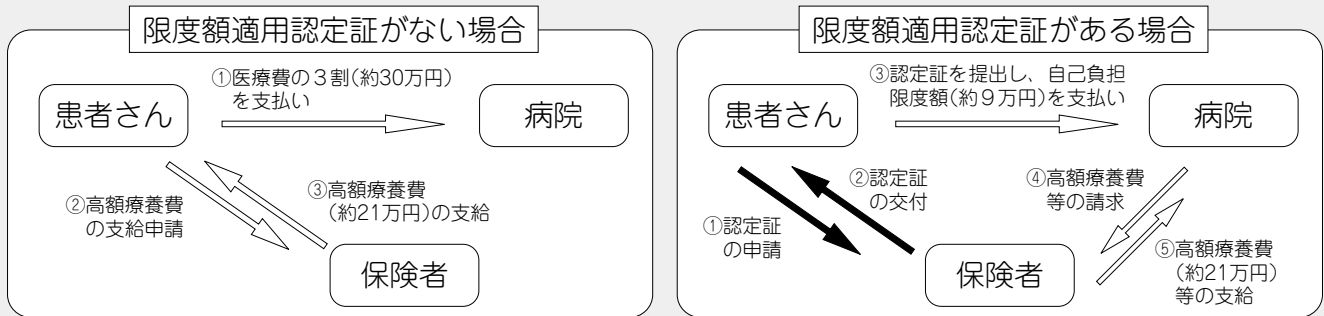 限度額適用認定証がない場合
①医療費の３割(約30万円)
を支払い
患者さん
病院
②高額療養費
の支給申請
③高額療養費
(約21万円)の支給
保険者
限度額適用認定証がある場合
③認定証を提出し、自己負担
限度額(約９万円)を支払い
患者さん
病院
①認定証
の申請
②認定証
の交付
④高額療養費
等の請求
保険者
⑤高額療養費
(約21万円)
等の支給